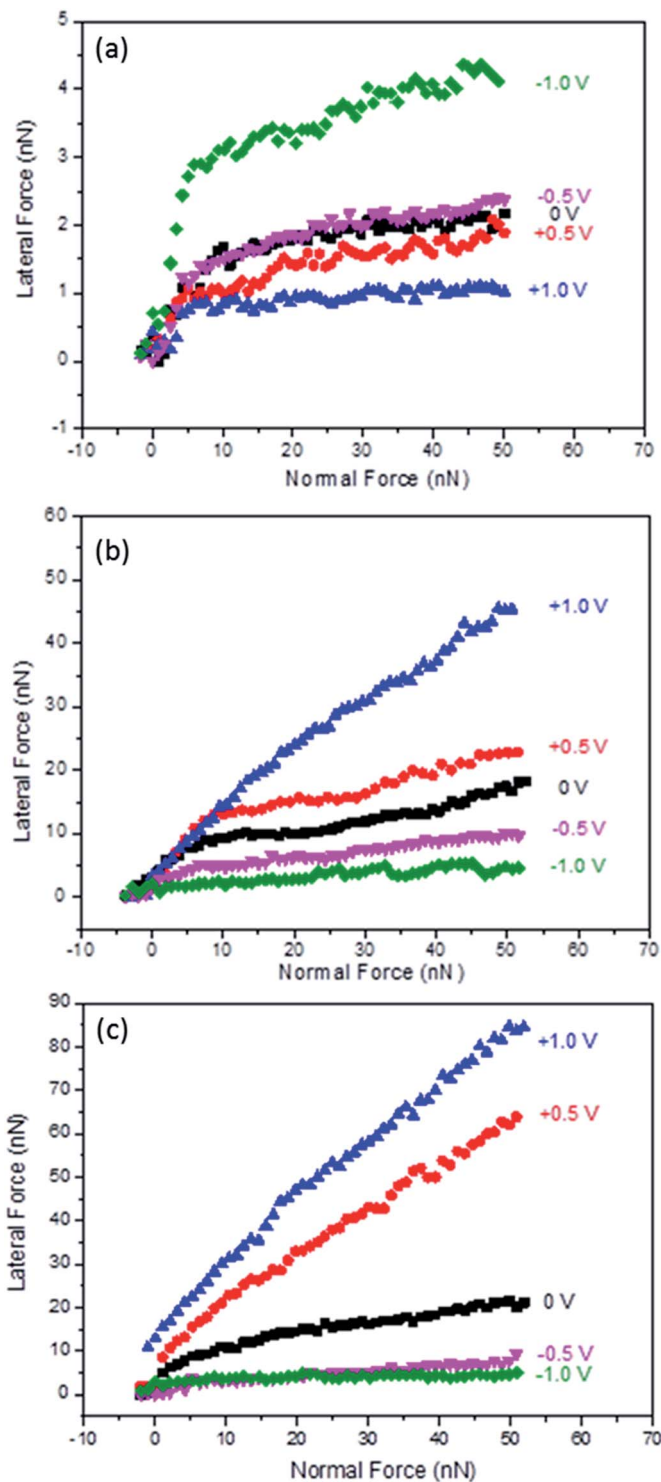 (a)
5
4
3
2
1
0
-1
Lateral Force (nN)
-1.0 V
-0.5 V
0 V
+0.5 V
+1.0 V
-10 0 10 20 30 40 50 60 70
Normal Force (nN)
(b)
60
50
40
30
20
10
0
Lateral Force (nN)
+1.0 V
+0.5 V
0 V
-0.5 V
-1.0 V
-10 0 10 20 30 40 50 60 70
Normal Force (nN)
(c)
90
80
70
60
50
40
30
20
10
0
Lateral Force (nN)
+1.0 V
+0.5 V
0 V
-0.5 V
-1.0 V
-10 0 10 20 30 40 50 60 70
Normal Force (nN)